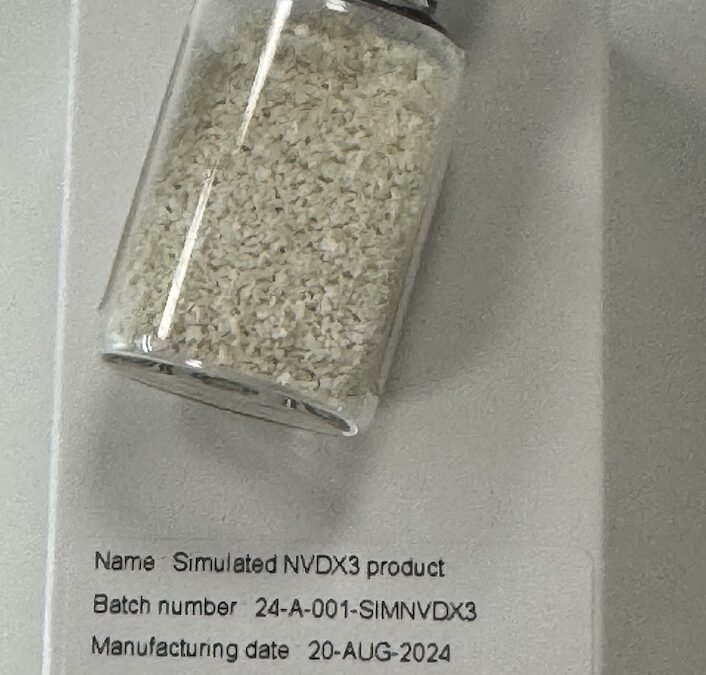 Name : Simulated NVDX3 product
Batch number : 24-A-001-SIMNVDX3
Manufacturing date : 20-AUG-2024